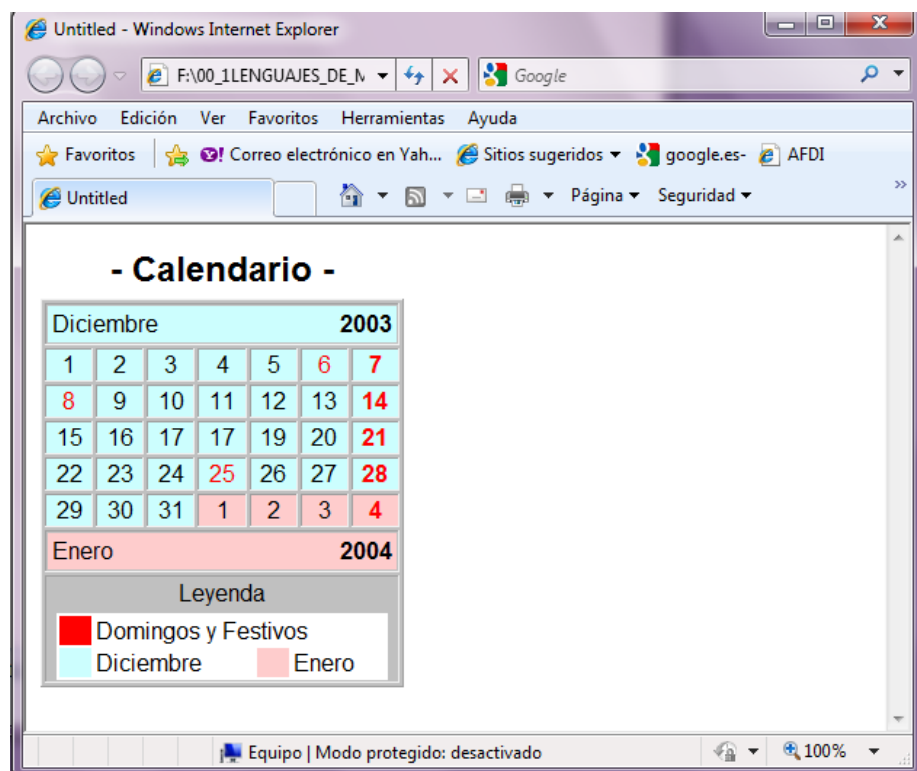 Untitled - Windows Internet Explorer
F:\00_1LENGUAJES_DE_M
Google
Archivo Edición Ver Favoritos Herramientas Ayuda
Favoritos Correo electrónico en Yah... Sitios sugeridos google.es- AFDI
Untitled Página Seguridad »
- Calendario -
Diciembre 2003
1 2 3 4 5 6 7
8 9 10 11 12 13 14
15 16 17 17 19 20 21
22 23 24 25 26 27 28
29 30 31 1 2 3 4
Enero 2004
Leyenda
Domingos y Festivos
Diciembre Enero
Equipo | Modo protegido: desactivado 100%